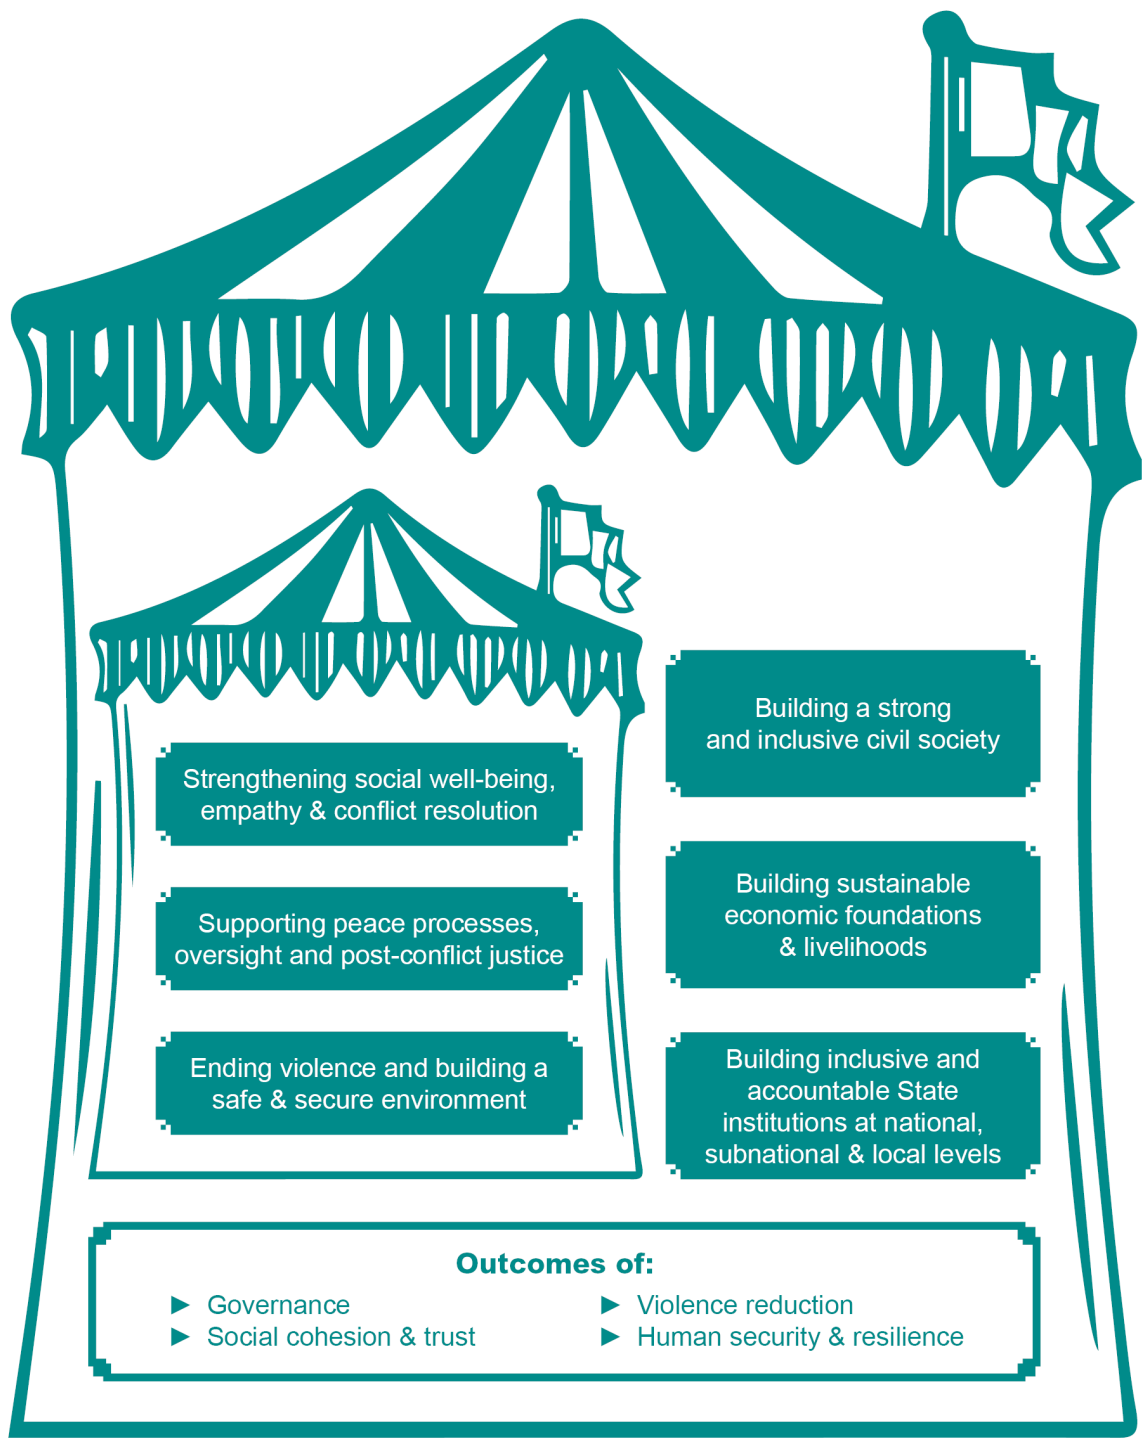 Strengthening social well-being,
empathy & conflict resolution
Supporting peace processes,
oversight and post-conflict justice
Ending violence and building a
safe & secure environment
Building a strong
and inclusive civil society
Building sustainable
economic foundations
& livelihoods
Building inclusive and
accountable State
institutions at national,
subnational & local levels
Outcomes of:
► Governance
► Social cohesion & trust
► Violence reduction
► Human security & resilience